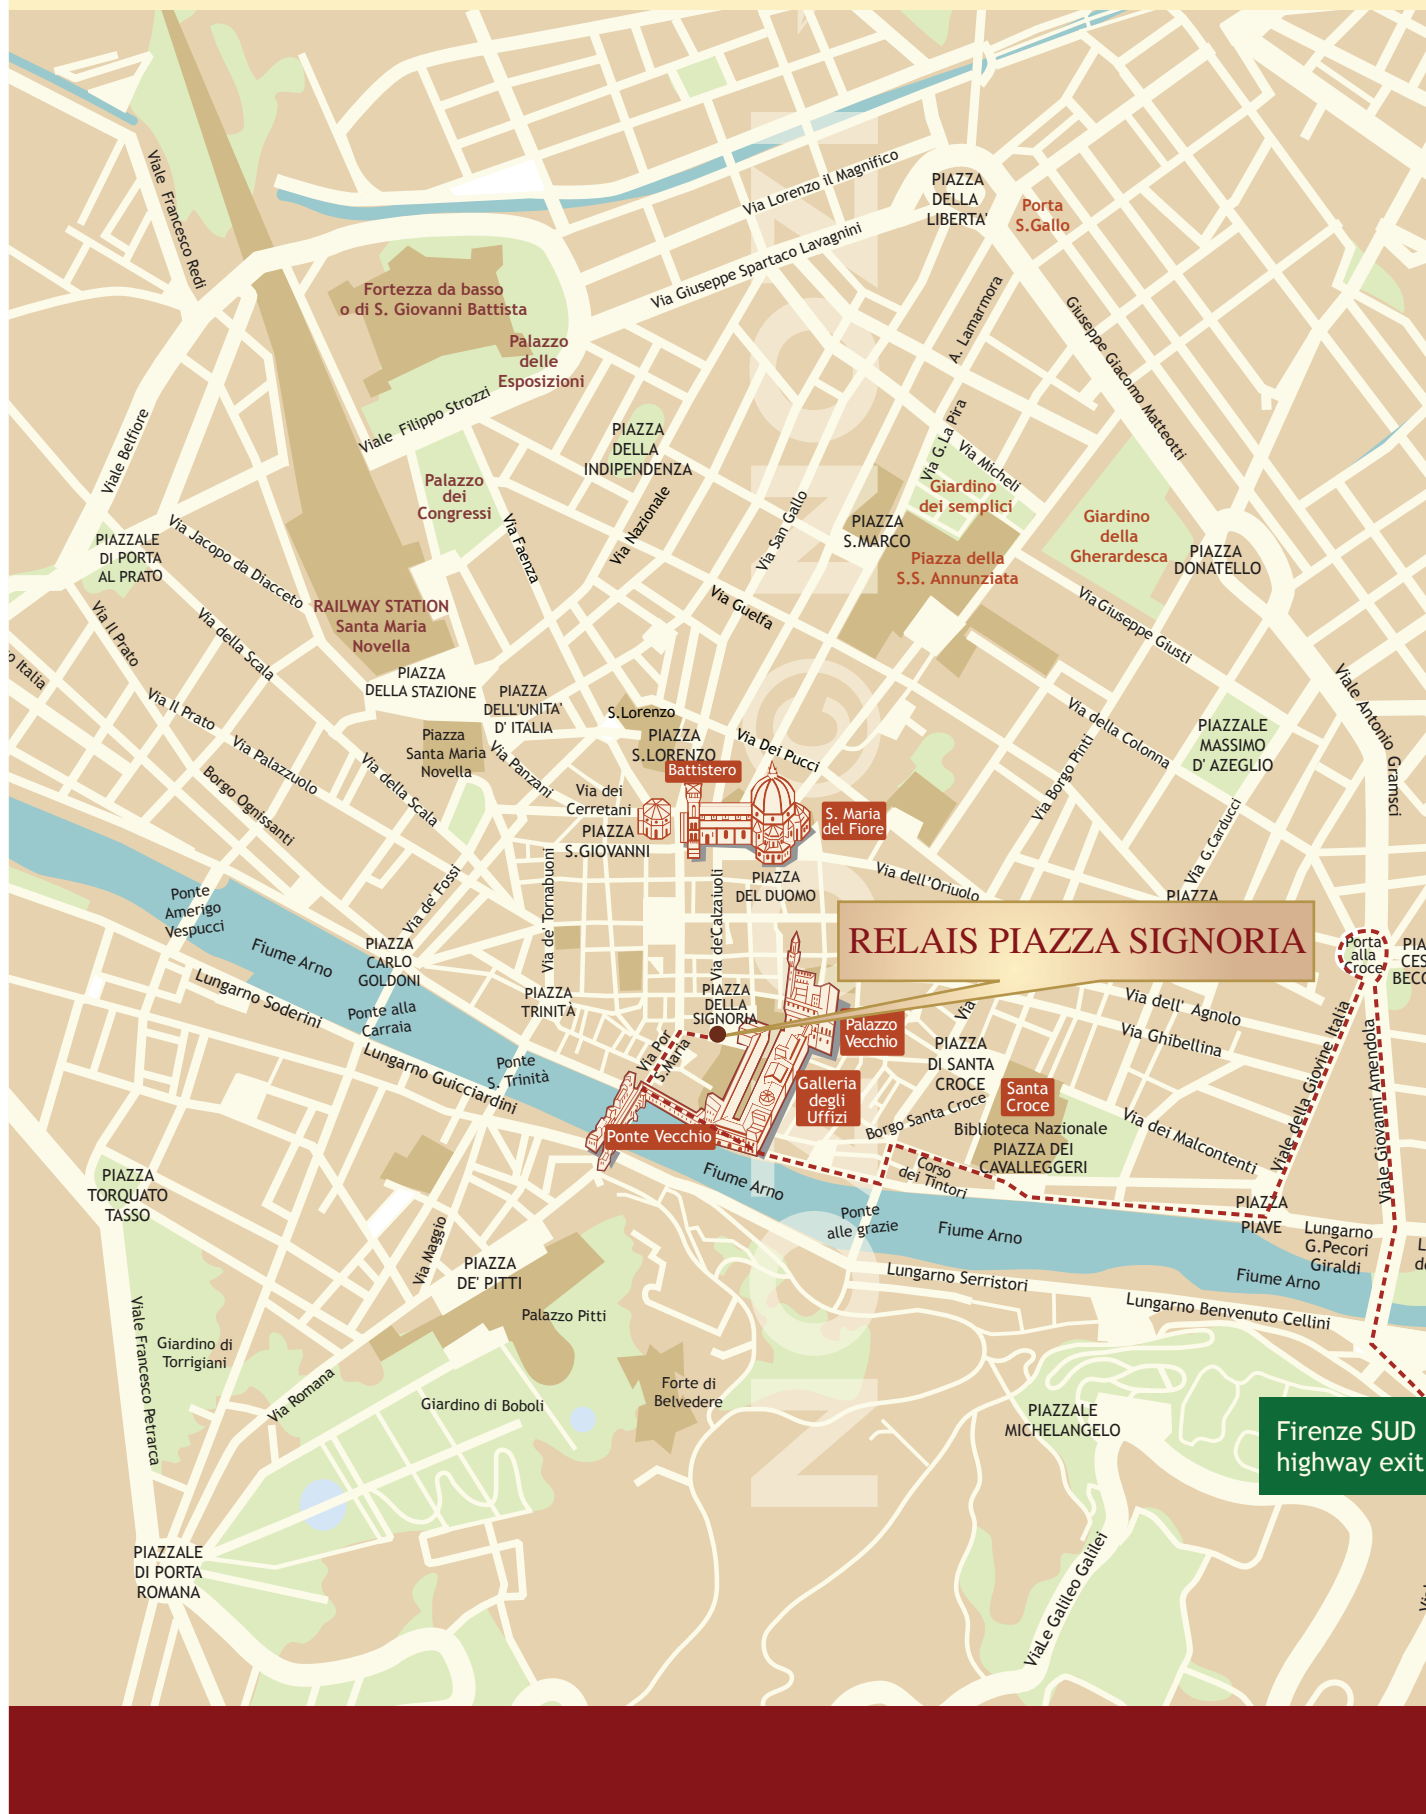 Viale Francesco Redi
Via Lorenzo il Magnifico
PIAZZA
DELLA
LIBERTA'
Porta
S.Gallo
Via Giuseppe Spartaco Lavagnini
Fortezza da basso
o di S. Giovanni Battista
Palazzo
delle
Esposizioni
A. Lamarmora
Giuseppe Giacomo Matteotti
Viale Filippo Strozzi
Viale Belfiore
PIAZZA
DELLA
INDIPENDENZA
Via G. La Pira
Via Micheli
Palazzo
dei
Congressi
Giardino
dei semplici
Via Faenza
Via Nazionale
Via San Gallo
PIAZZA
S.MARCO
Giardino
della
Gherardesca
PIAZZA
DONATELLO
Via Jacopo da Diacceto
PIAZZALE
DI PORTA
AL PRATO
Piazza della
S.S. Annunziata
RAILWAY STATION
Santa Maria
Novella
Via Guelfa
Via Giuseppe Giusti
Via Il Prato
Via della Scala
o Italia
PIAZZA
DELLA STAZIONE
PIAZZA
DELL'UNITA'
D' ITALIA
S.Lorenzo
PIAZZA
S.LORENZO
Via Dei Pucci
Via Il Prato
Via Palazzuolo
Piazza
Santa Maria
Novella
Via Panzani
Via della Colonna
Via Borgo Pinti
PIAZZALE
MASSIMO
D' AZEGLIO
Viale Antonio Gramsci
Battistero
Borgo Ognissanti
Via della Scala
Via dei
Cerretani
PIAZZA
S.GIOVANNI
S. Maria
del Fiore
Via G.Carducci
PIAZZA
DEL DUOMO
Via dell'Oriuolo
PIAZZA
Via de' Fossi
Via de' Tornabuoni
Via de'Calzaiuoli
Ponte
Amerigo
Vespucci
Fiume Arno
PIAZZA
CARLO
GOLDONI
RELAIS PIAZZA SIGNORIA
Porta
alla
Croce
PIA
CES
BECC
Lungarno Soderini
Ponte alla
Carraia
PIAZZA
TRINITÀ
PIAZZA
DELLA
SIGNORIA
Via
Via dell' Agnolo
Via Ghibellina
Palazzo
Vecchio
PIAZZA
DI SANTA
CROCE
Via Por
S.Maria
Lungarno Guicciardini
Ponte
S. Trinità
Galleria
degli
Uffizi
Santa
Croce
Borgo Santa Croce
Biblioteca Nazionale
PIAZZA DEI
CAVALLEGGERI
Via dei Malcontenti
Viale della Giovine Italia
Viale Giovanni Amendola
Ponte Vecchio
Fiume Arno
Corso
dei Tintori
PIAZZA
TORQUATO
TASSO
PIAZZA
PIAVE
Ponte
alle grazie
Fiume Arno
Lungarno
G.Pecori
Giraldi
L
de
Via Maggio
PIAZZA
DE' PITTI
Fiume Arno
Lungarno Serristori
Lungarno Benvenuto Cellini
Palazzo Pitti
Viale Francesco Petrarca
Giardino di
Torrigiani
Via Romana
Giardino di Boboli
Forte di
Belvedere
PIAZZALE
MICHELANGELO
Firenze SUD
highway exit
PIAZZALE
DI PORTA
ROMANA
ViaLe Galileo Galilei